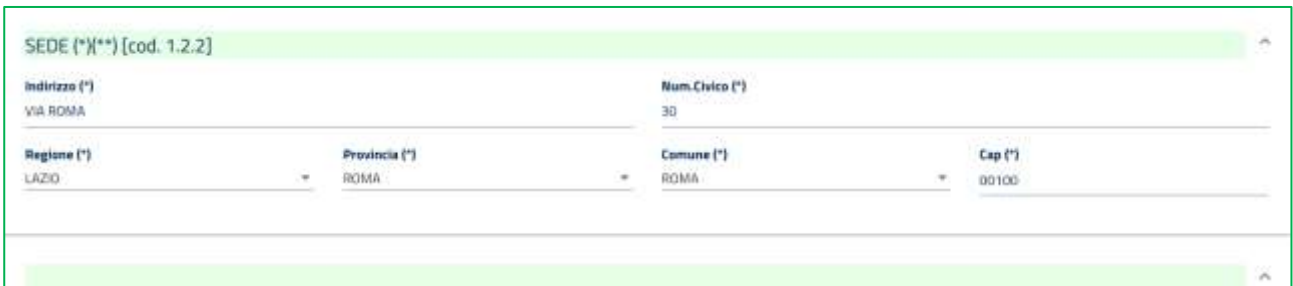 SEDE (*)(**) [cod. 1.2.2]
Indirizzo (*) Num.Civico (*)
VIA ROMA 30
Regione (*) Provincia (*) Comune (*) Cap (*)
LAZIO ROMA ROMA 00100